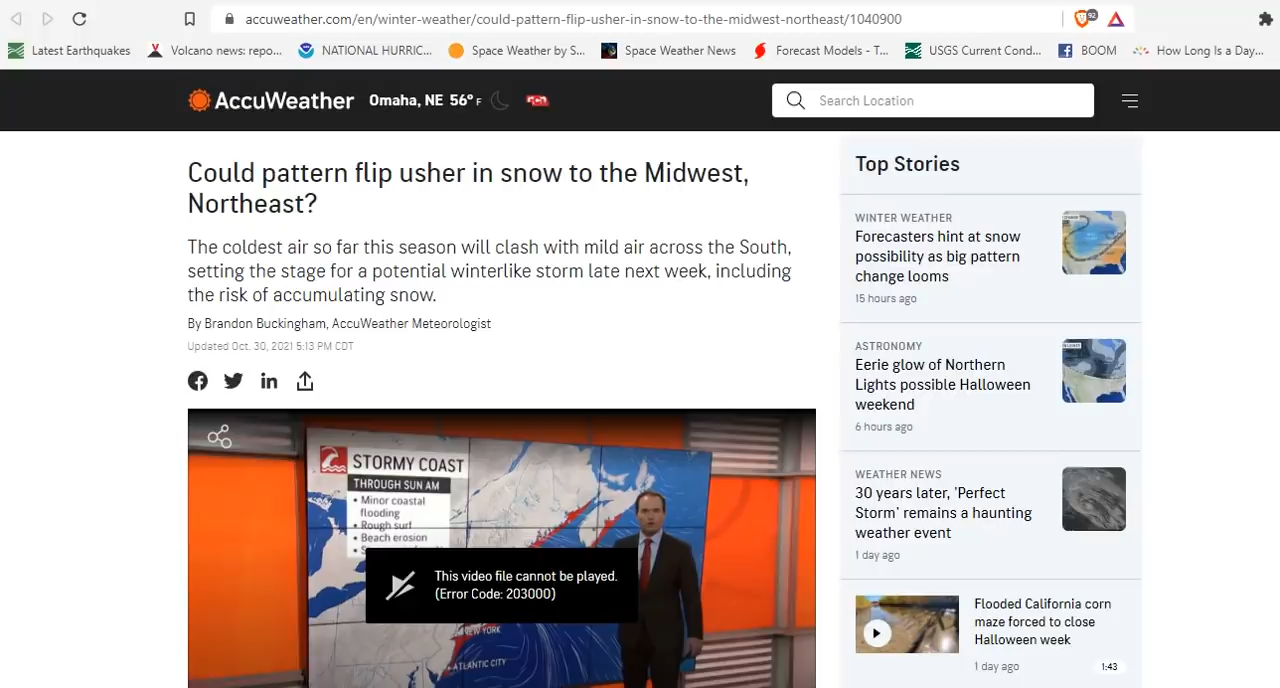 accuweather.com/en/winter-weather/could-pattern-flip-usher-in-snow-to-the-midwest-northeast/1040900
92
Latest Earthquakes
Volcano news: repo...
NATIONAL HURRIC...
Space Weather by S...
Space Weather News
Forecast Models - T...
USGS Current Cond...
BOOM
How Long Is a Day...
AccuWeather
Omaha, NE 56° F
Search Location
Could pattern flip usher in snow to the Midwest,
Northeast?
The coldest air so far this season will clash with mild air across the South,
setting the stage for a potential winterlike storm late next week, including
the risk of accumulating snow.
By Brandon Buckingham, AccuWeather Meteorologist
Updated Oct. 30, 2021 5:13 PM CDT
STORMY COAST
THROUGH SUN AM
• Minor coastal
flooding
• Rough surf
• Beach erosion
This video file cannot be played.
(Error Code: 203000)
NEW YORK
ATLANTIC CITY
Top Stories
WINTER WEATHER
Forecasters hint at snow
possibility as big pattern
change looms
15 hours ago
ASTRONOMY
Eerie glow of Northern
Lights possible Halloween
weekend
6 hours ago
WEATHER NEWS
30 years later, 'Perfect
Storm' remains a haunting
weather event
1 day ago
Flooded California corn
maze forced to close
Halloween week
1 day ago
1:43